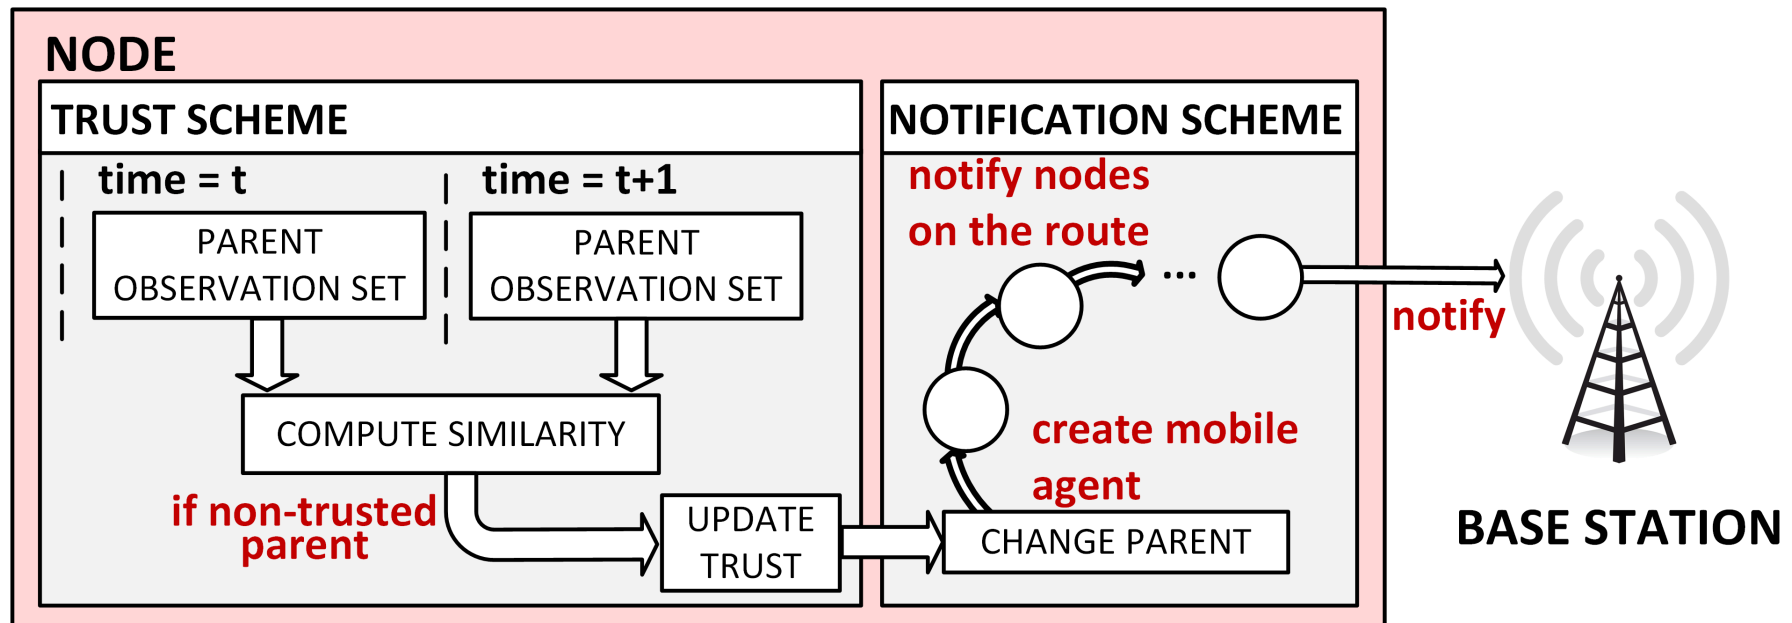 NODE
TRUST SCHEME
time = t
time = t+1
PARENT
OBSERVATION SET
PARENT
OBSERVATION SET
COMPUTE SIMILARITY
if non-trusted
parent
UPDATE
TRUST
NOTIFICATION SCHEME
notify nodes
on the route
...
create mobile
agent
CHANGE PARENT
notify
BASE STATION